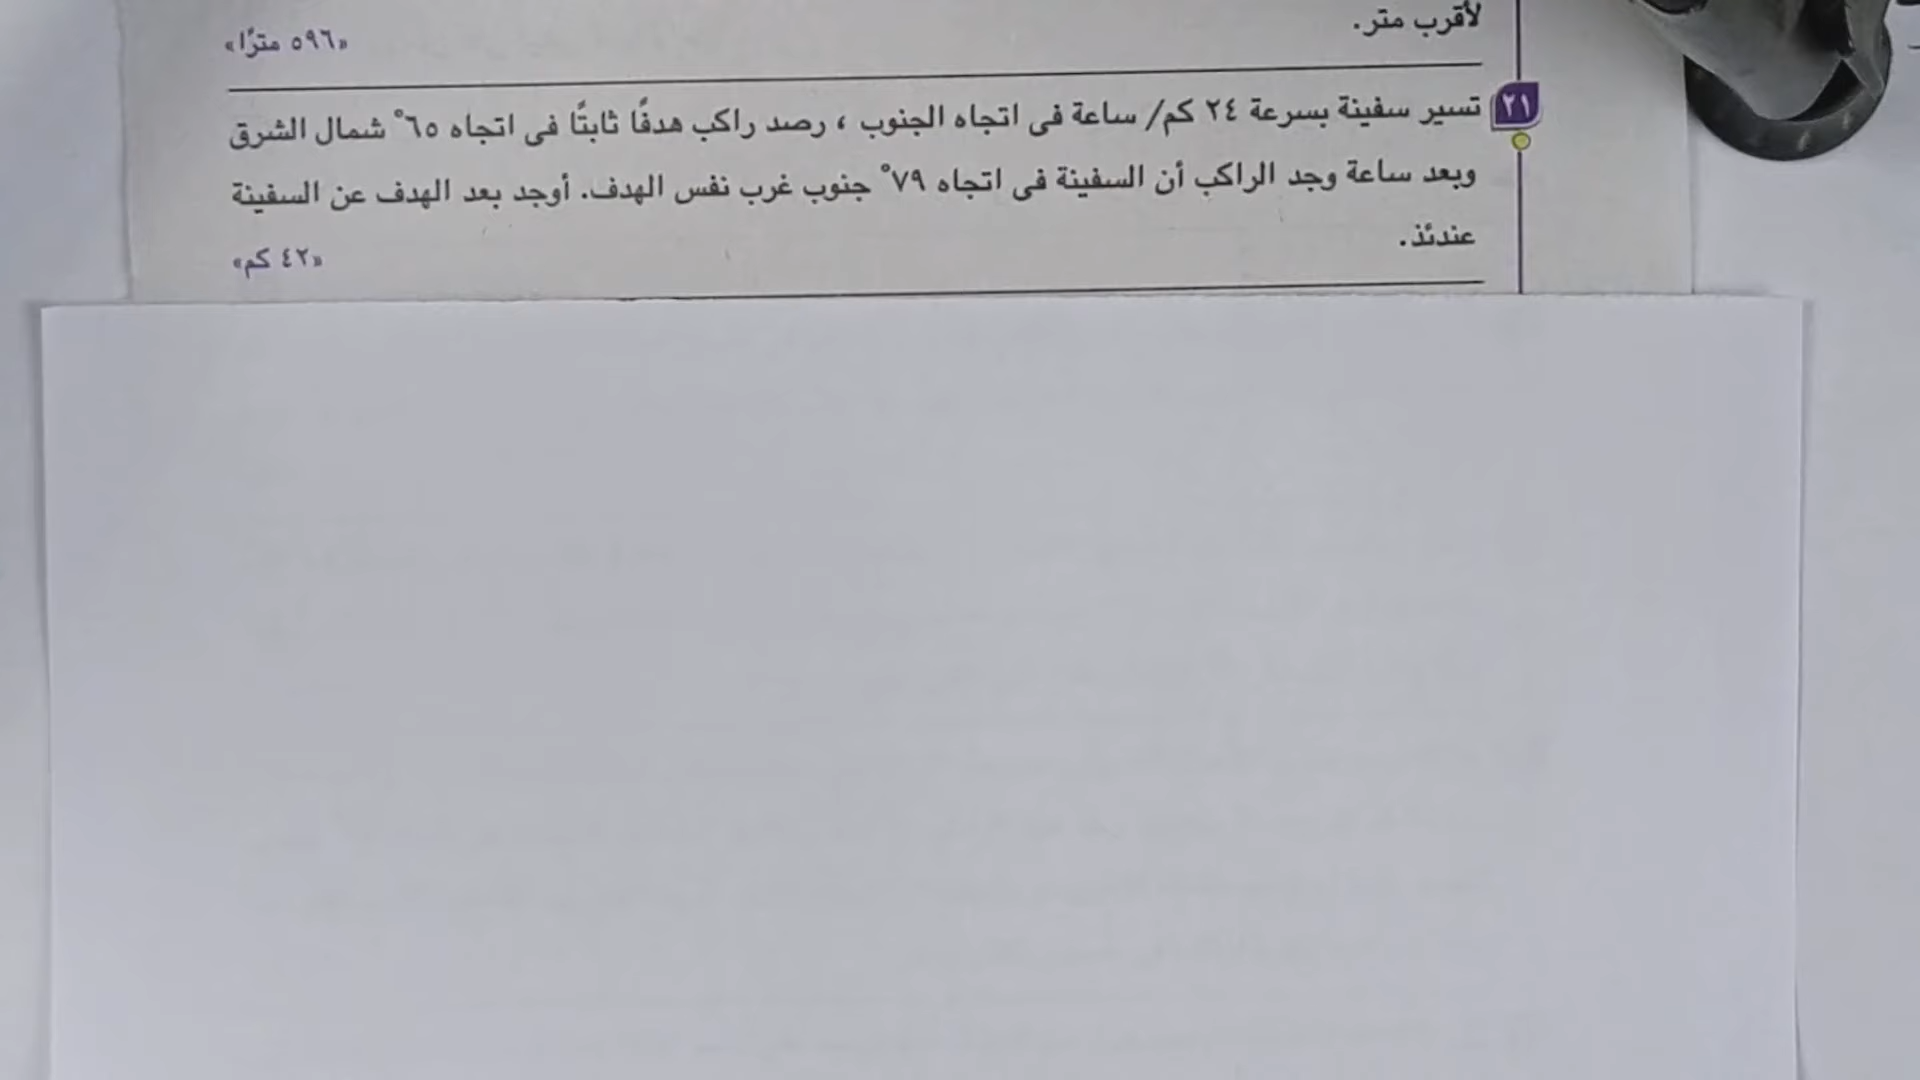 لأقرب متر.
«٥٩٦ مترًا»
٢١ تسير سفينة بسرعة ٢٤ كم/ ساعة فى اتجاه الجنوب ، رصد راكب هدفًا ثابتًا فى اتجاه ٦٥° شمال الشرق
وبعد ساعة وجد الراكب أن السفينة فى اتجاه ٧٩° جنوب غرب نفس الهدف. أوجد بعد الهدف عن السفينة
عندئذ.
«٤٢ كم»